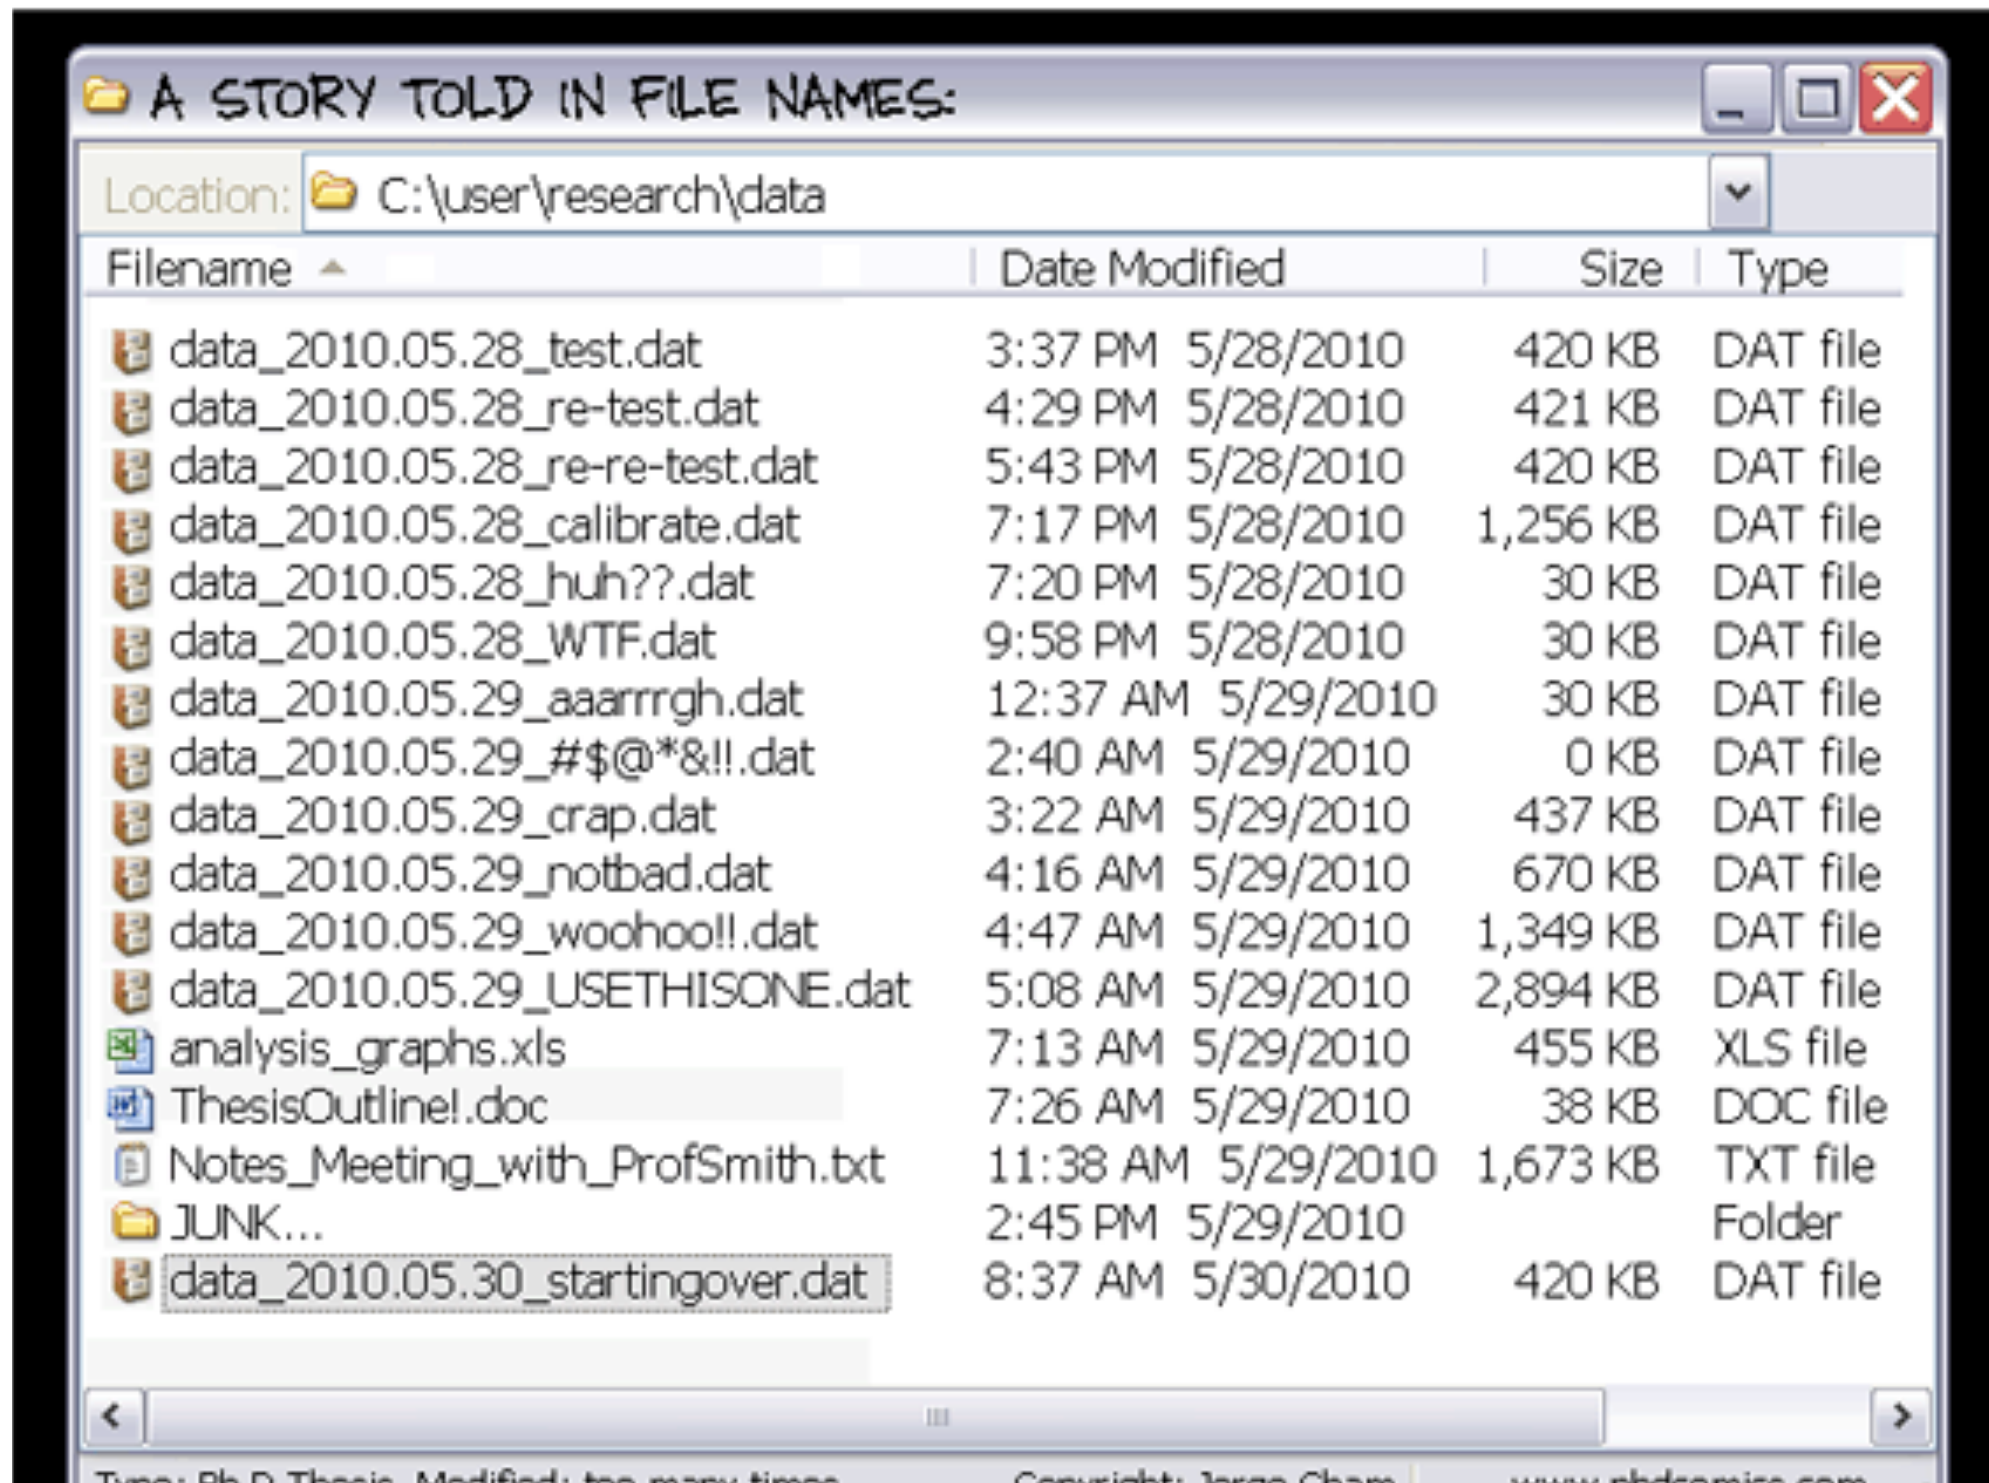 A STORY TOLD IN FILE NAMES:
Location: C:\user\research\data
Filename Date Modified Size Type
data_2010.05.28_test.dat 3:37 PM 5/28/2010 420 KB DAT file
data_2010.05.28_re-test.dat 4:29 PM 5/28/2010 421 KB DAT file
data_2010.05.28_re-re-test.dat 5:43 PM 5/28/2010 420 KB DAT file
data_2010.05.28_calibrate.dat 7:17 PM 5/28/2010 1,256 KB DAT file
data_2010.05.28_huh??.dat 7:20 PM 5/28/2010 30 KB DAT file
data_2010.05.28_WTF.dat 9:58 PM 5/28/2010 30 KB DAT file
data_2010.05.29_aaarrrgh.dat 12:37 AM 5/29/2010 30 KB DAT file
data_2010.05.29_#$@*&!!.dat 2:40 AM 5/29/2010 0 KB DAT file
data_2010.05.29_crap.dat 3:22 AM 5/29/2010 437 KB DAT file
data_2010.05.29_notbad.dat 4:16 AM 5/29/2010 670 KB DAT file
data_2010.05.29_woohoo!!.dat 4:47 AM 5/29/2010 1,349 KB DAT file
data_2010.05.29_USETHISONE.dat 5:08 AM 5/29/2010 2,894 KB DAT file
analysis_graphs.xls 7:13 AM 5/29/2010 455 KB XLS file
ThesisOutline!.doc 7:26 AM 5/29/2010 38 KB DOC file
Notes_Meeting_with_ProfSmith.txt 11:38 AM 5/29/2010 1,673 KB TXT file
JUNK... 2:45 PM 5/29/2010 Folder
data_2010.05.30_startingover.dat 8:37 AM 5/30/2010 420 KB DAT file
Type: Ph.D Thesis Modified: too many times Copyright: Jorge Cham www.phdcomics.com